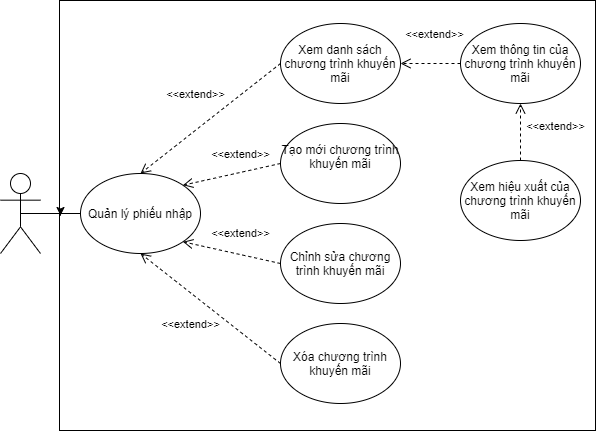 Xem danh sách
chương trình khuyến
mãi
<<extend>>
Xem thông tin của
chương trình khuyến
mãi
<<extend>>
<<extend>>
Tạo mới chương trình
khuyến mãi
<<extend>>
Xem hiệu xuất của
chương trình khuyến
mãi
Quản lý phiếu nhập
<<extend>>
Chỉnh sửa chương
trình khuyến mãi
<<extend>>
Xóa chương trình
khuyến mãi